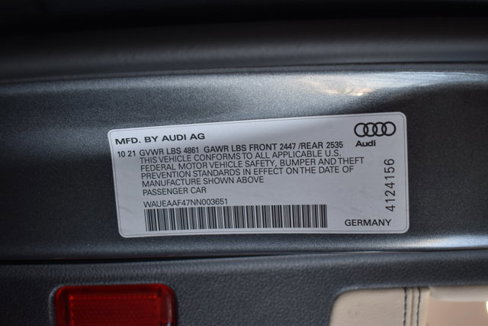 MFD. BY AUDI AG
10 21 GVWR LBS 4861 GAWR LBS FRONT 2447 /REAR 2535
THIS VEHICLE CONFORMS TO ALL APPLICABLE U.S.
FEDERAL MOTOR VEHICLE SAFETY, BUMPER AND THEFT
PREVENTION STANDARDS IN EFFECT ON THE DATE OF
MANUFACTURE SHOWN ABOVE
PASSENGER CAR
WAUEAAF47NN003651
Audi
4124156
GERMANY